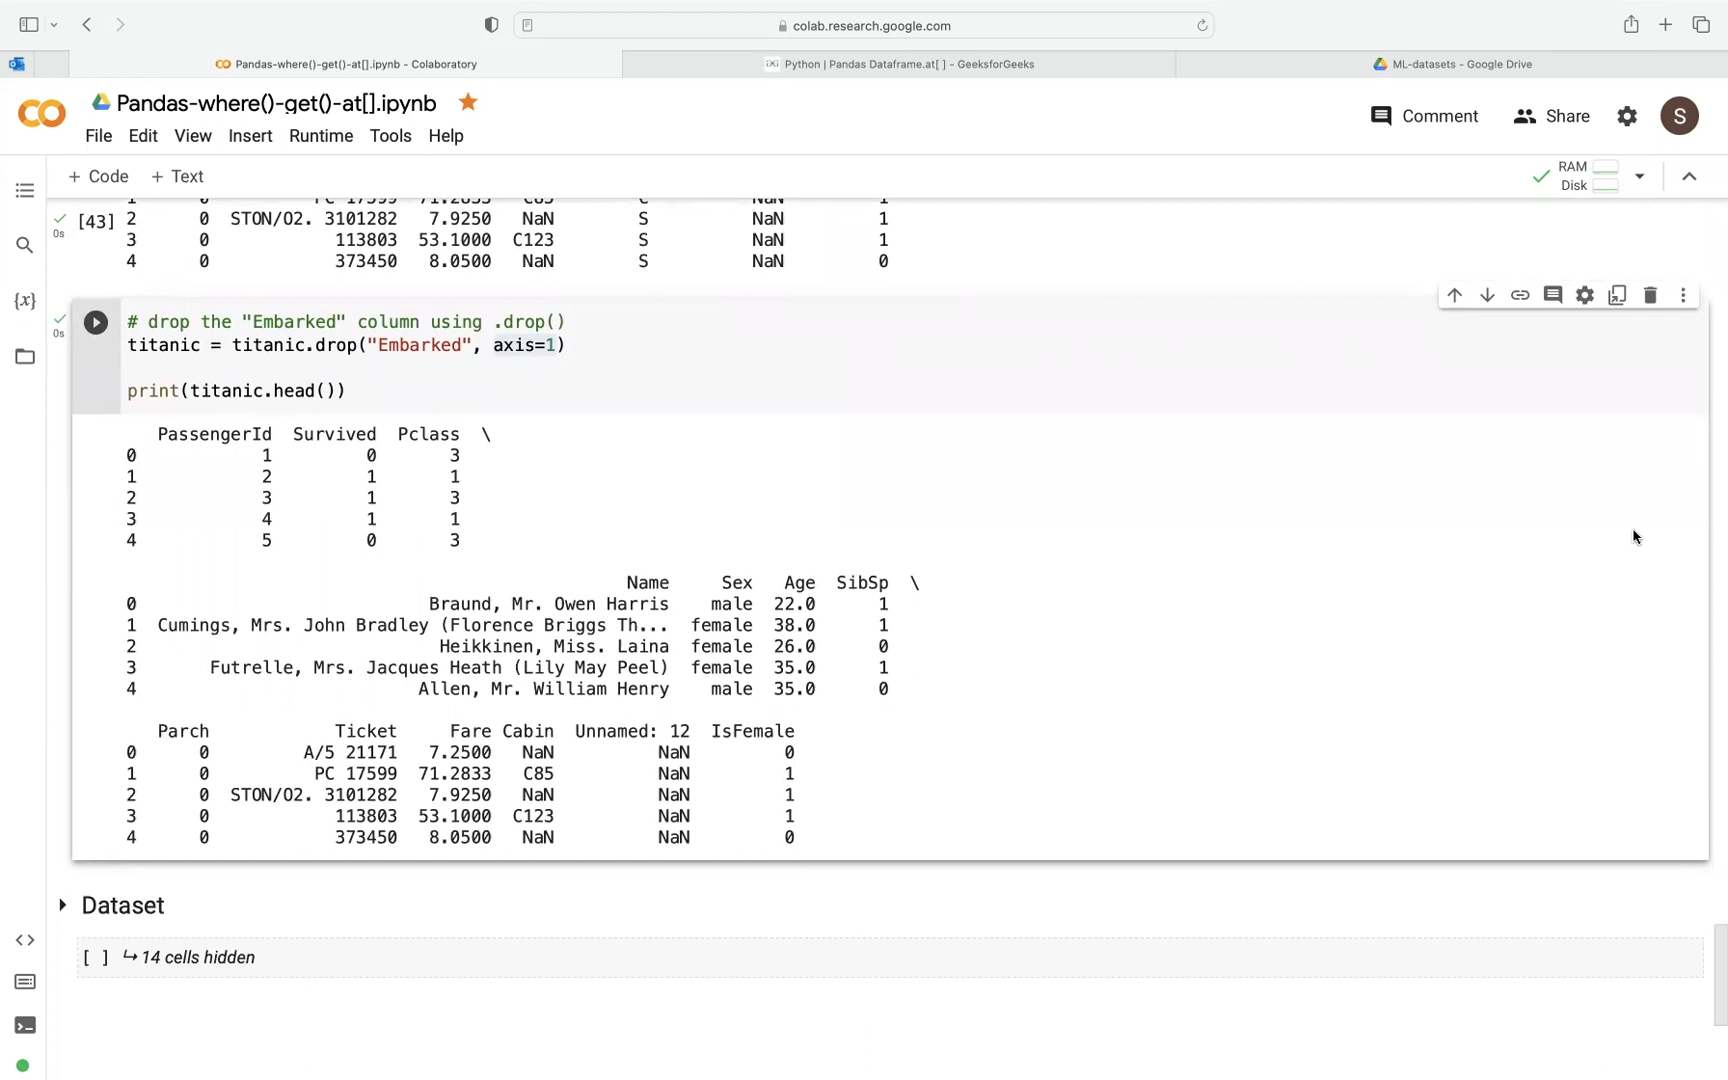 colab.research.google.com
Pandas-where()-get()-at[].ipynb - Colaboratory
Python | Pandas Dataframe.at[ ] - GeeksforGeeks
ML-datasets - Google Drive
Pandas-where()-get()-at[].ipynb
Comment
Share
S
File Edit View Insert Runtime Tools Help
+ Code + Text
RAM
Disk
1 0 PC 17599 71.2833 C85 C NaN 1
[43] 2 0 STON/O2. 3101282 7.9250 NaN S NaN 1
0s
3 0 113803 53.1000 C123 S NaN 1
4 0 373450 8.0500 NaN S NaN 0
{x}
0s
# drop the "Embarked" column using .drop()
titanic = titanic.drop("Embarked", axis=1)
print(titanic.head())
PassengerId Survived Pclass \
0 1 0 3
1 2 1 1
2 3 1 3
3 4 1 1
4 5 0 3
Name Sex Age SibSp \
0 Braund, Mr. Owen Harris male 22.0 1
1 Cumings, Mrs. John Bradley (Florence Briggs Th... female 38.0 1
2 Heikkinen, Miss. Laina female 26.0 0
3 Futrelle, Mrs. Jacques Heath (Lily May Peel) female 35.0 1
4 Allen, Mr. William Henry male 35.0 0
Parch Ticket Fare Cabin Unnamed: 12 IsFemale
0 0 A/5 21171 7.2500 NaN NaN 0
1 0 PC 17599 71.2833 C85 NaN 1
2 0 STON/O2. 3101282 7.9250 NaN NaN 1
3 0 113803 53.1000 C123 NaN 1
4 0 373450 8.0500 NaN NaN 0
Dataset
[ ] ↳ 14 cells hidden